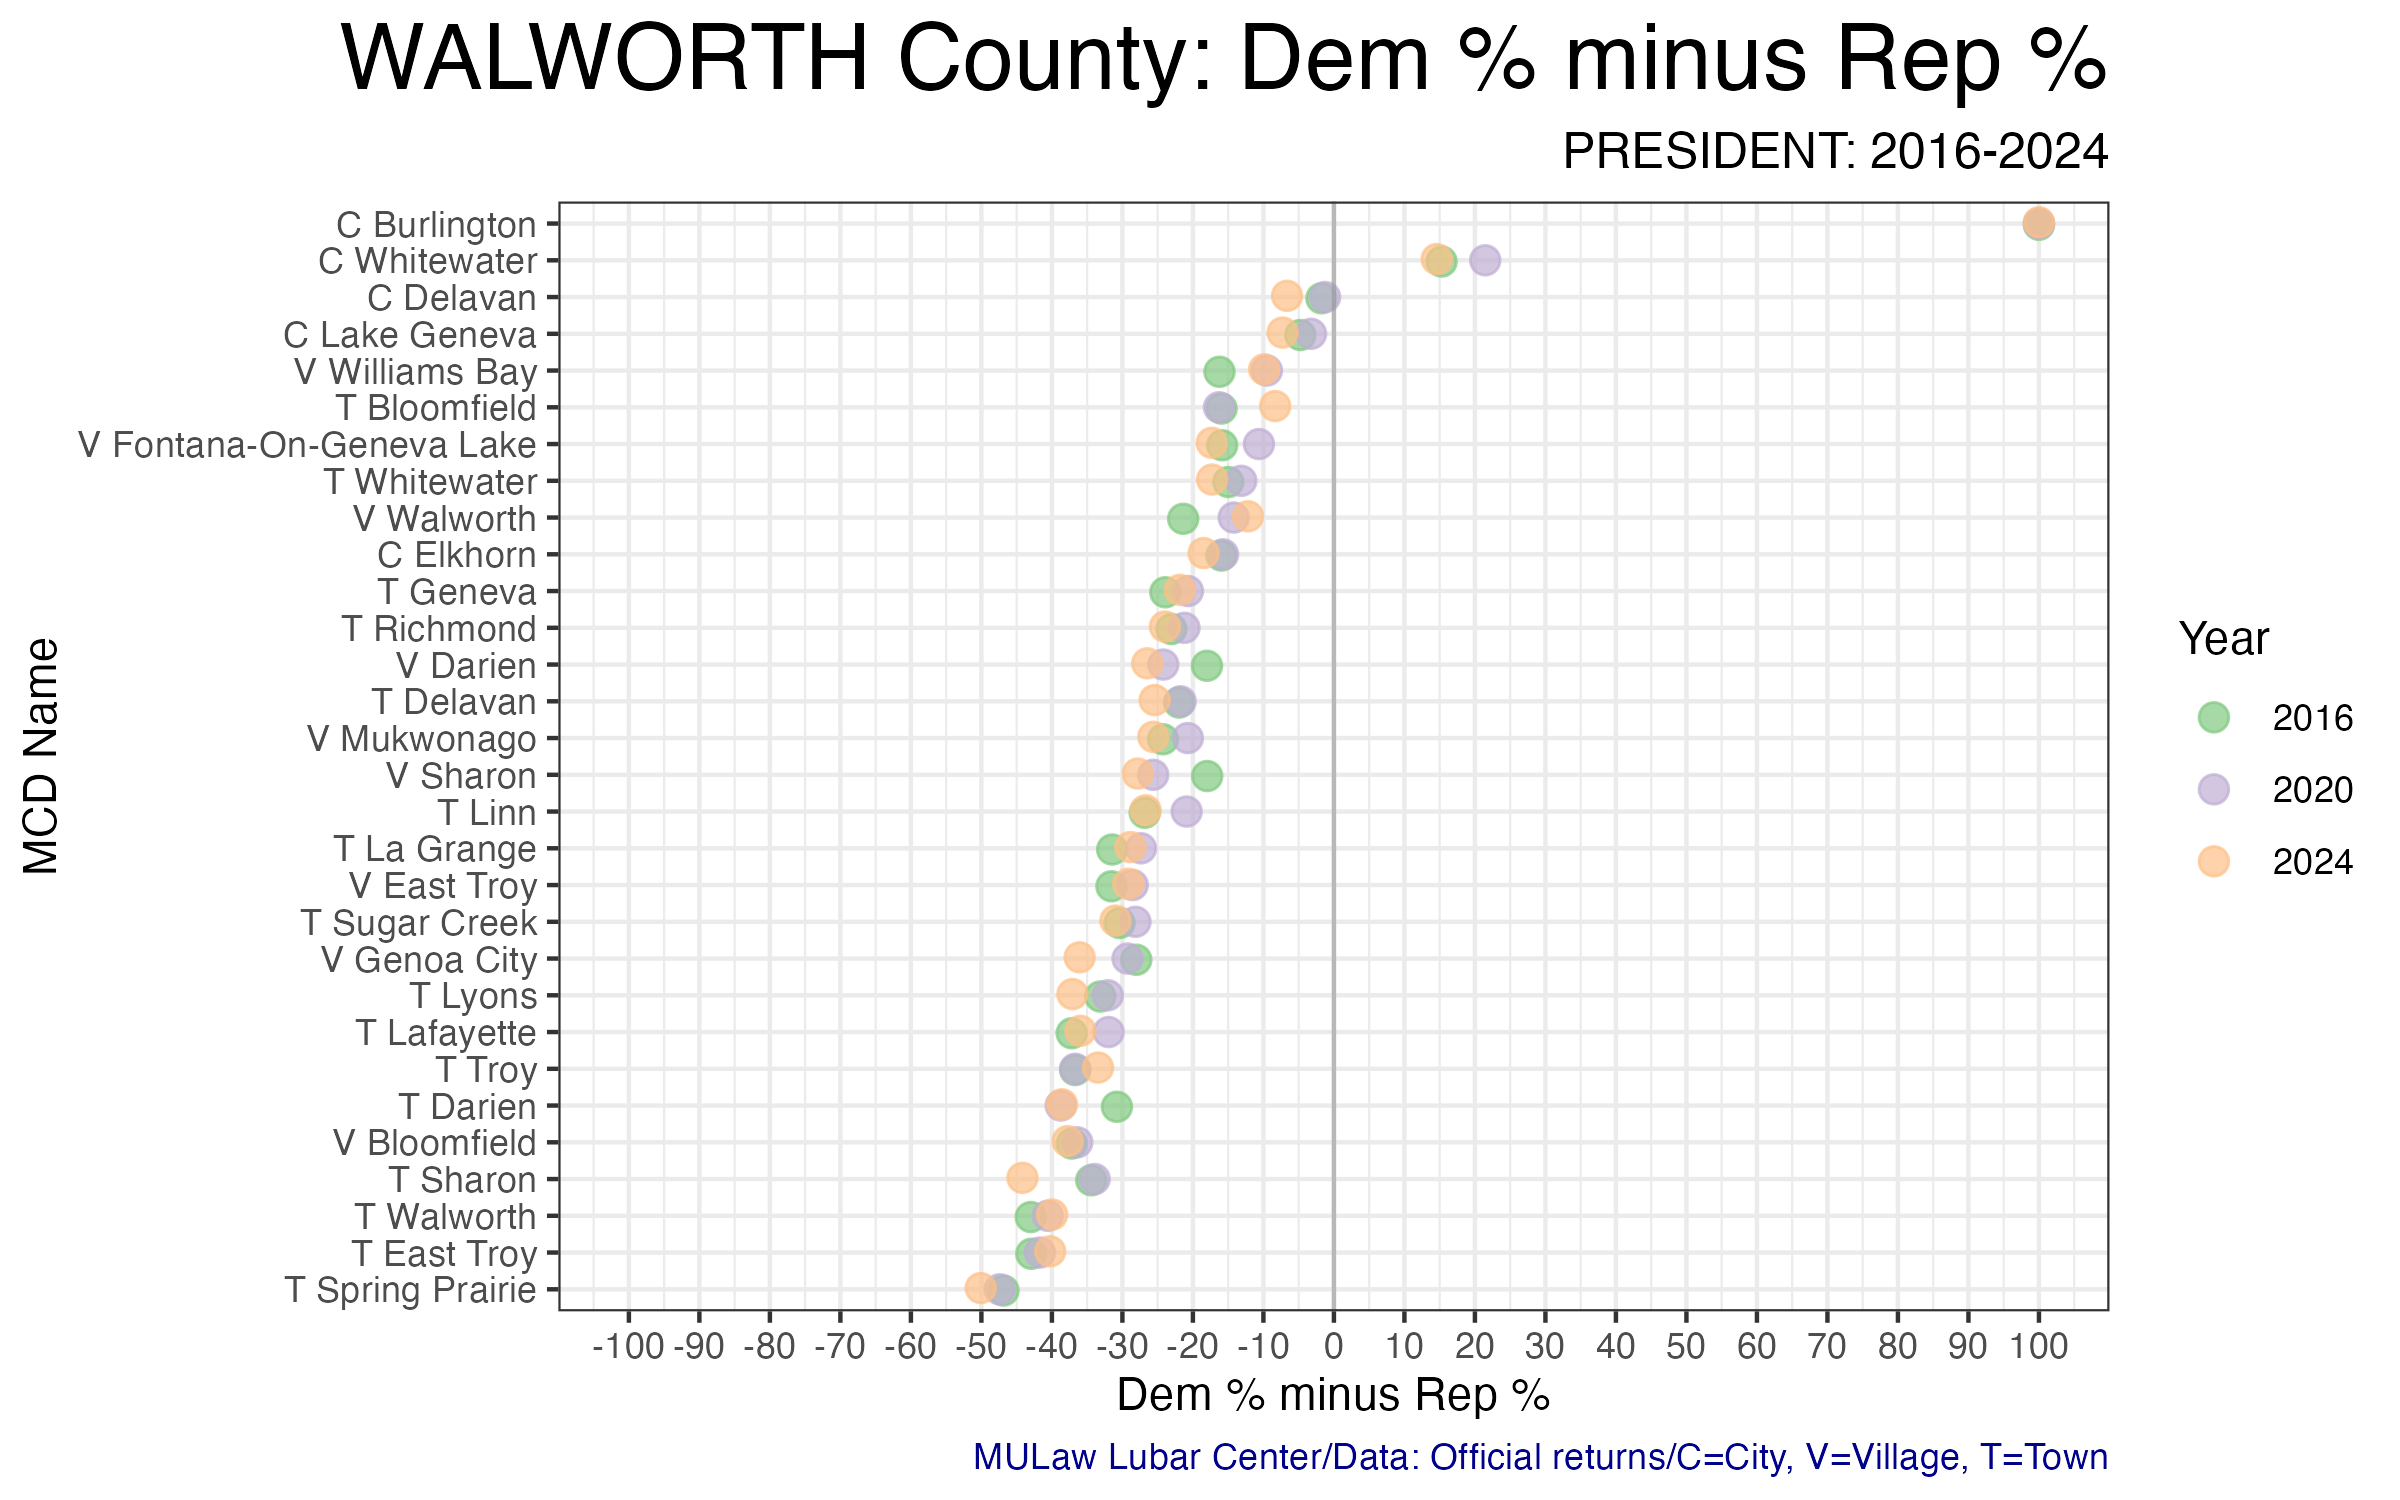 WALWORTH County: Dem % minus Rep %
PRESIDENT: 2016-2024
C Burlington
C Whitewater
C Delavan
C Lake Geneva
V Williams Bay
T Bloomfield
V Fontana-On-Geneva Lake
T Whitewater
V Walworth
C Elkhorn
T Geneva
T Richmond
V Darien
T Delavan
V Mukwonago
V Sharon
T Linn
T La Grange
V East Troy
T Sugar Creek
V Genoa City
T Lyons
T Lafayette
T Troy
T Darien
V Bloomfield
T Sharon
T Walworth
T East Troy
T Spring Prairie
MCD Name
-100 -90 -80 -70 -60 -50 -40 -30 -20 -10 0 10 20 30 40 50 60 70 80 90 100
Dem % minus Rep %
Year
2016
2020
2024
MULaw Lubar Center/Data: Official returns/C=City, V=Village, T=Town